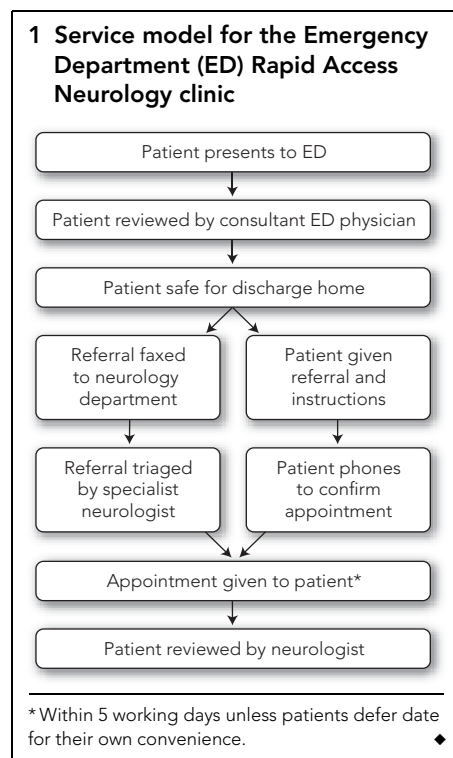 1 Service model for the Emergency
Department (ED) Rapid Access
Neurology clinic
Patient presents to ED
Patient reviewed by consultant ED physician
Patient safe for discharge home
Referral faxed
to neurology
department
Patient given
referral and
instructions
Referral triaged
by specialist
neurologist
Patient phones
to confirm
appointment
Appointment given to patient*
Patient reviewed by neurologist
* Within 5 working days unless patients defer date
for their own convenience. ◆